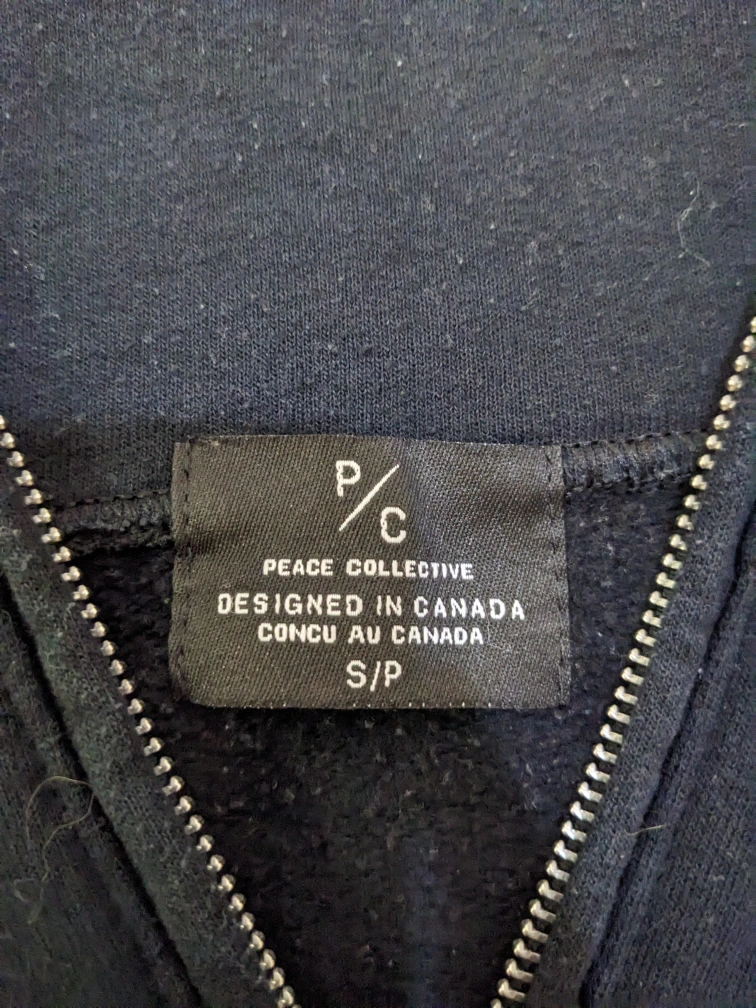 P/C
PEACE COLLECTIVE
DESIGNED IN CANADA
CONCU AU CANADA
S/P